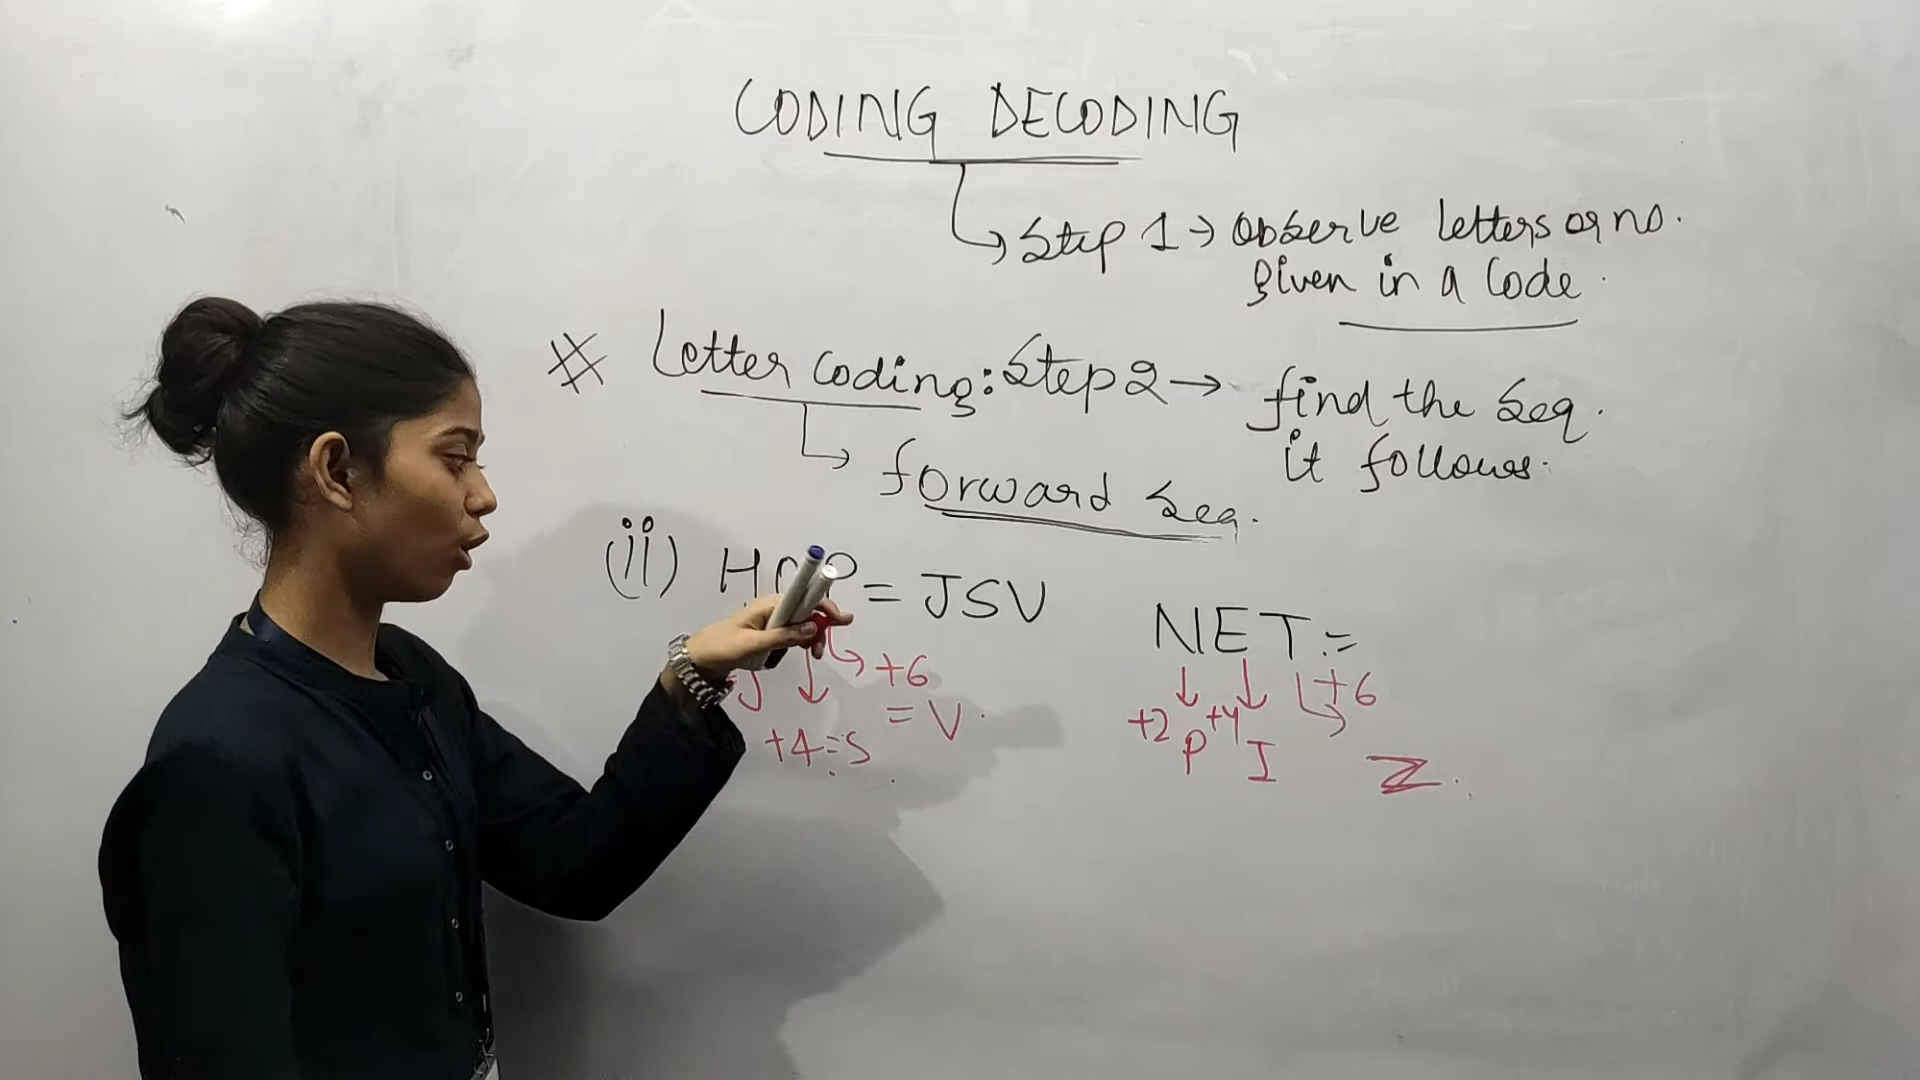 CODING DECODING
Step 1 → Observe letters or no.
given in a code.
# Letter coding: Step 2 → find the Seq.
it follows.
forward Seq.
(ii) = JSV
NET :=
+6
= J
= V.
+4 = S
+2 P +4 I +6
Z.